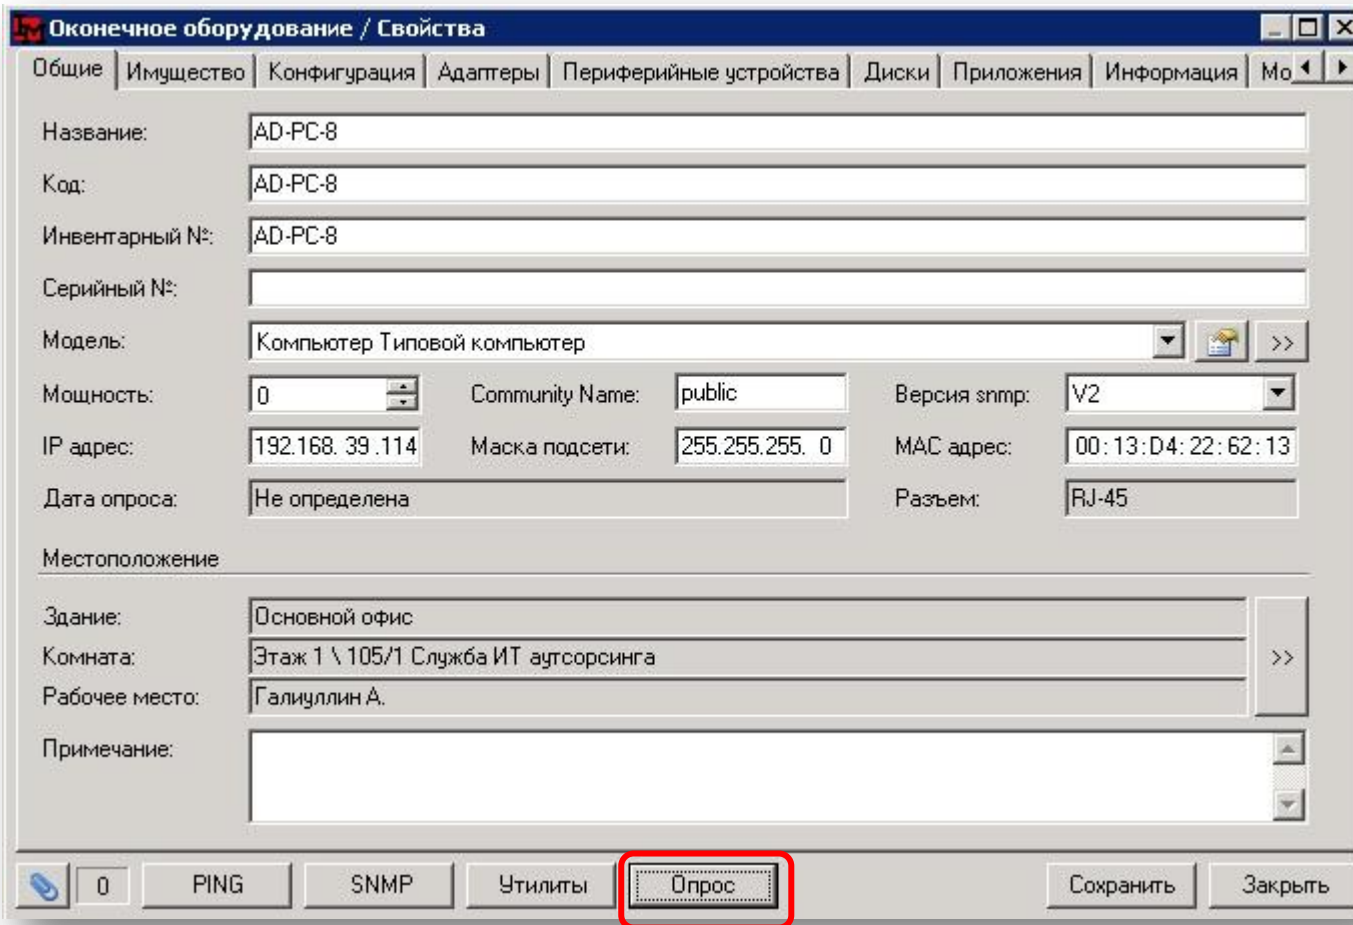 Оконечное оборудование / Свойства
Общие Имущество Конфигурация Адаптеры Периферийные устройства Диски Приложения Информация Мо
Название: AD-PC-8
Код: AD-PC-8
Инвентарный №: AD-PC-8
Серийный №:
Модель: Компьютер Типовой компьютер >>
Мощность: 0 Community Name: public Версия snmp: V2
IP адрес: 192.168. 39 .114 Маска подсети: 255.255.255. 0 MAC адрес: 00:13:D4:22:62:13
Дата опроса: Не определена Разъем: RJ-45
Местоположение
Здание: Основной офис
Комната: Этаж 1 \ 105/1 Служба ИТ аутсорсинга >>
Рабочее место: Галиуллин А.
Примечание:
0 PING SNMP Утилиты Опрос Сохранить Закрыть